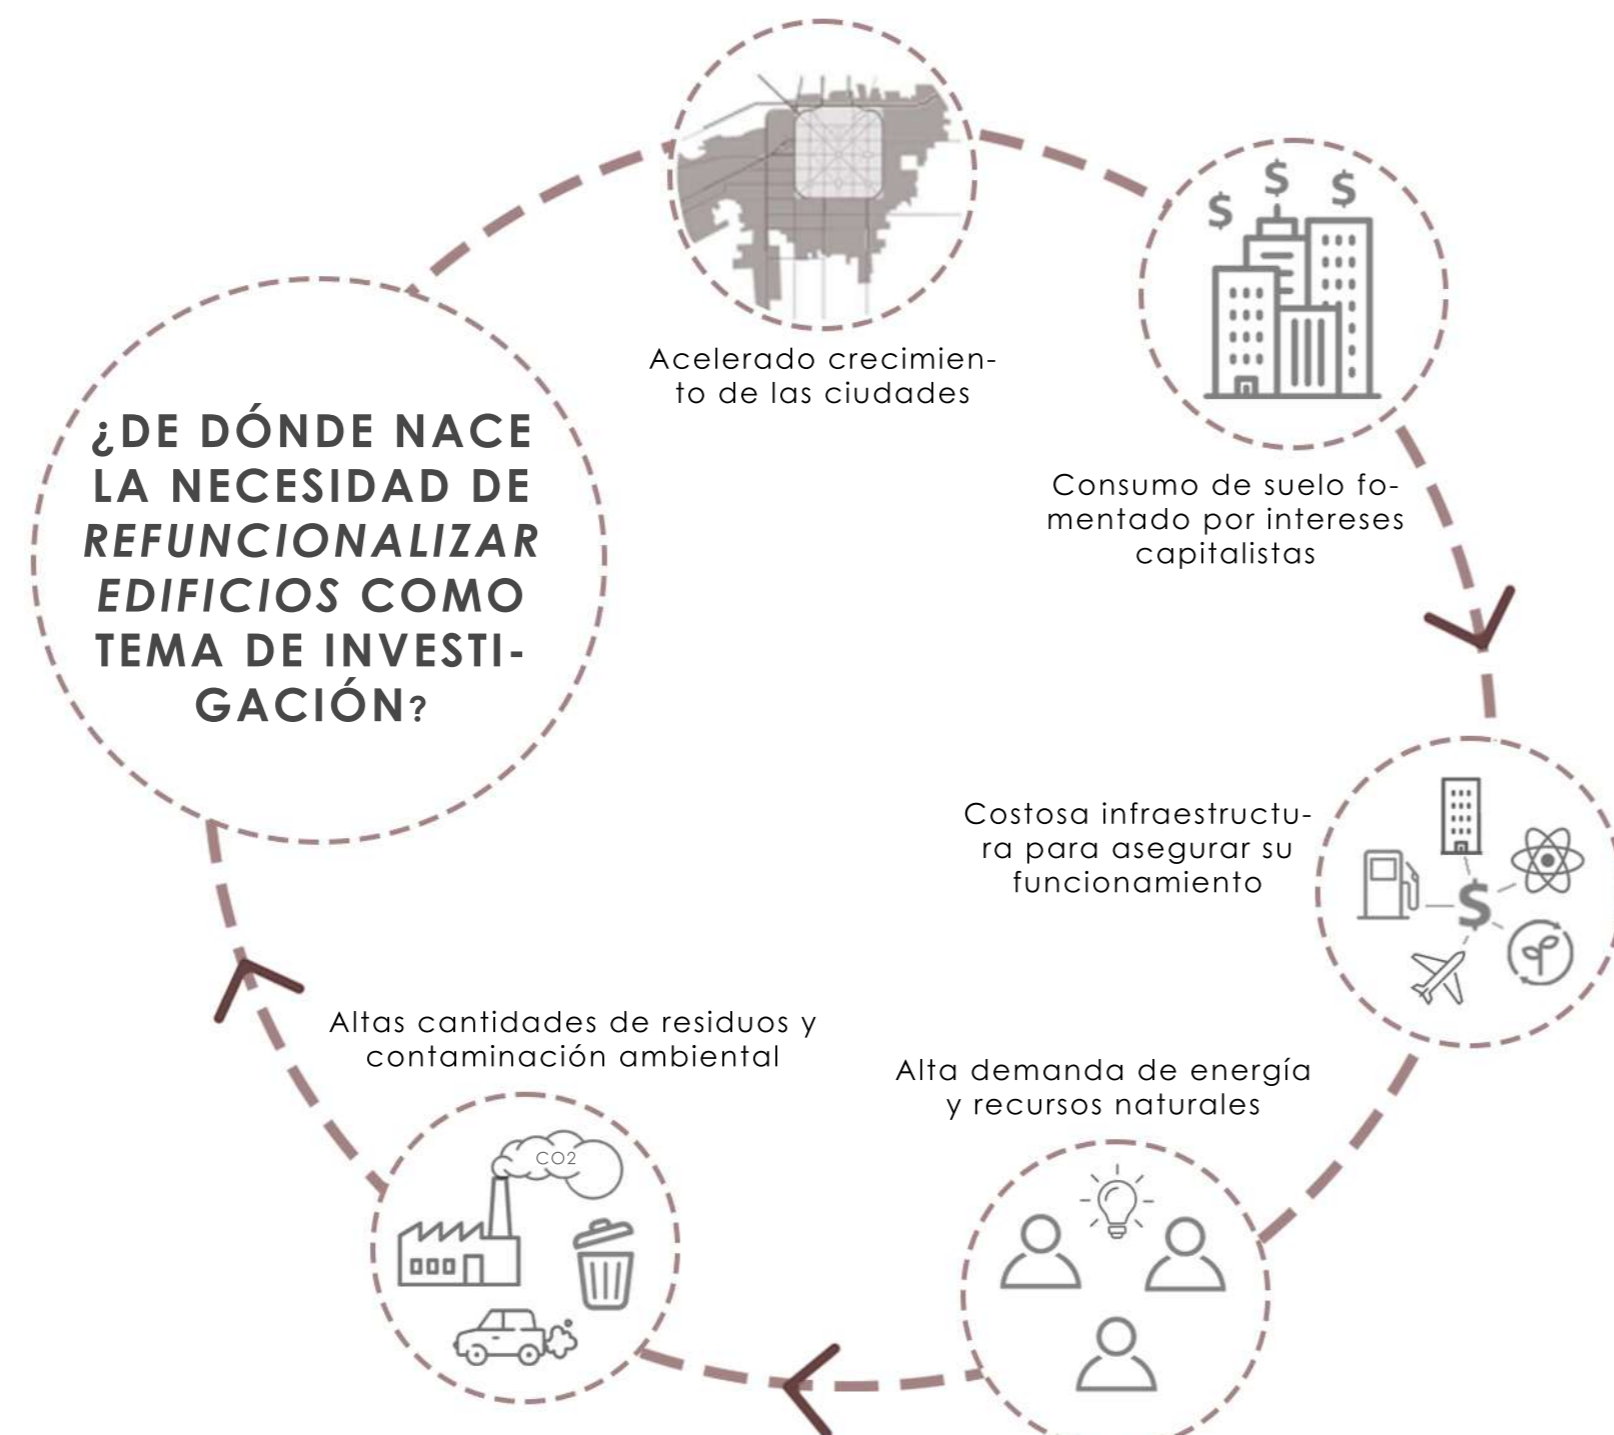 ¿DE DÓNDE NACE
LA NECESIDAD DE
REFUNCIONALIZAR
EDIFICIOS COMO
TEMA DE INVESTI-
GACIÓN?
Acelerado crecimien-
to de las ciudades
$ $ $
Consumo de suelo fo-
mentado por intereses
capitalistas
Costosa infraestructu-
ra para asegurar su
funcionamiento
$
Alta demanda de energía
y recursos naturales
Altas cantidades de residuos y
contaminación ambiental
CO2